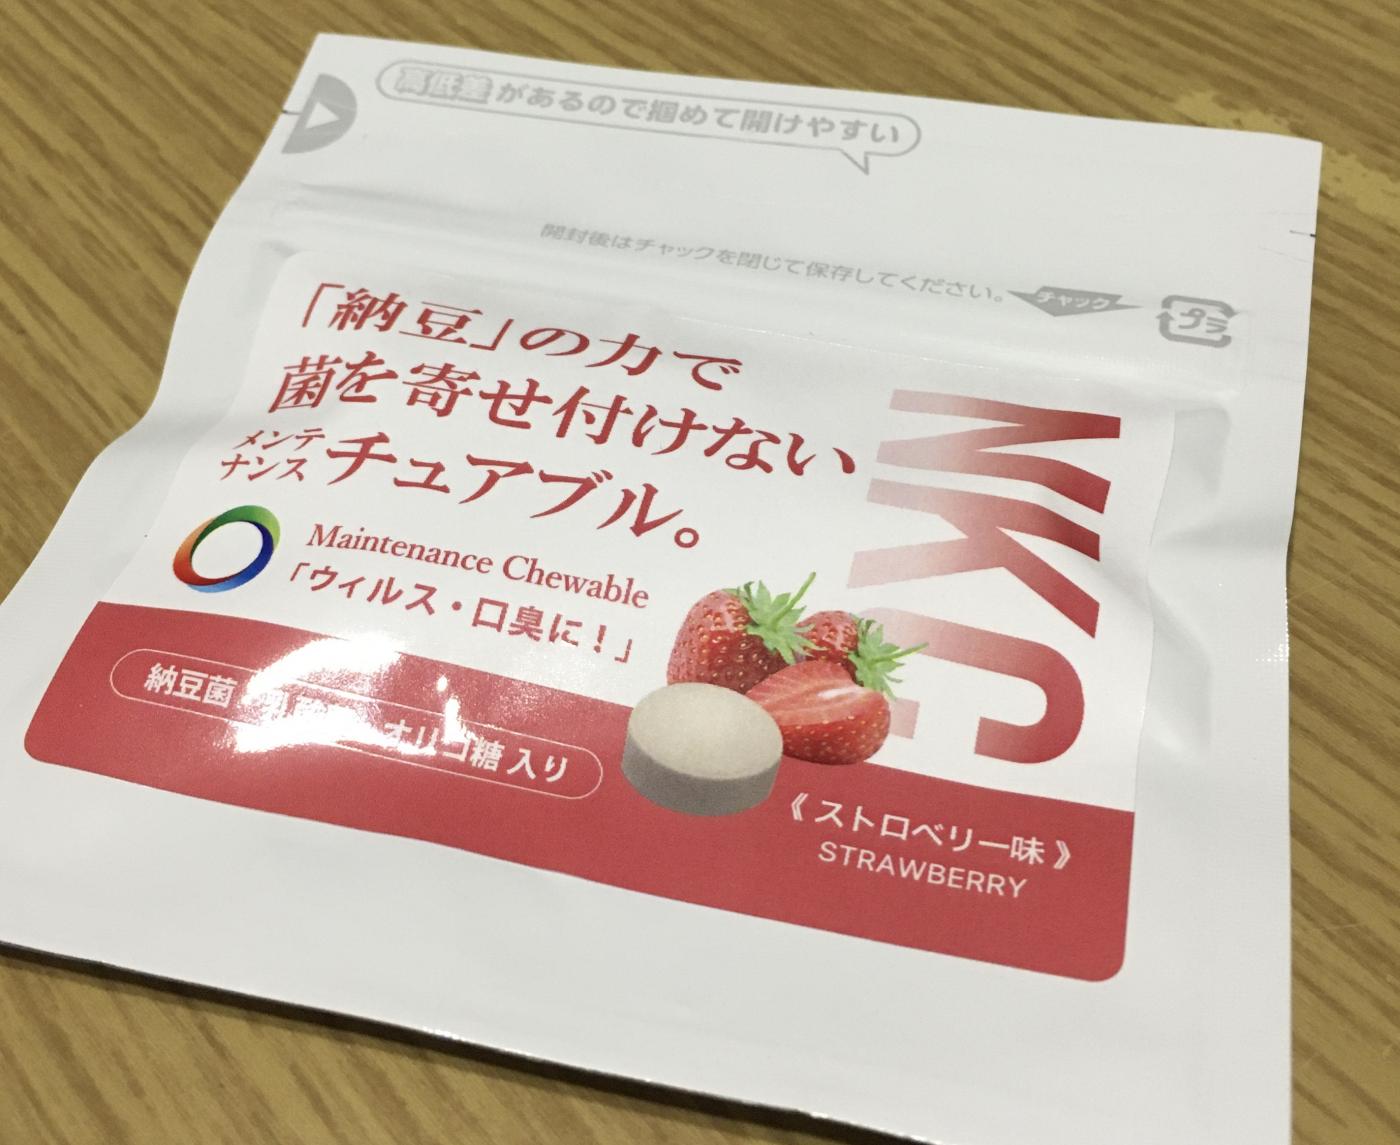 高低差があるので掴めて開けやすい
開封後はチャックを閉じて保存してください。
チャック
プラ
「納豆」の力で
菌を寄せ付けない
メンテナンス チュアブル。
Maintenance Chewable
「ウィルス・口臭に！」
MKC
納豆菌 オリゴ糖 入り
《 ストロベリー味 》
STRAWBERRY